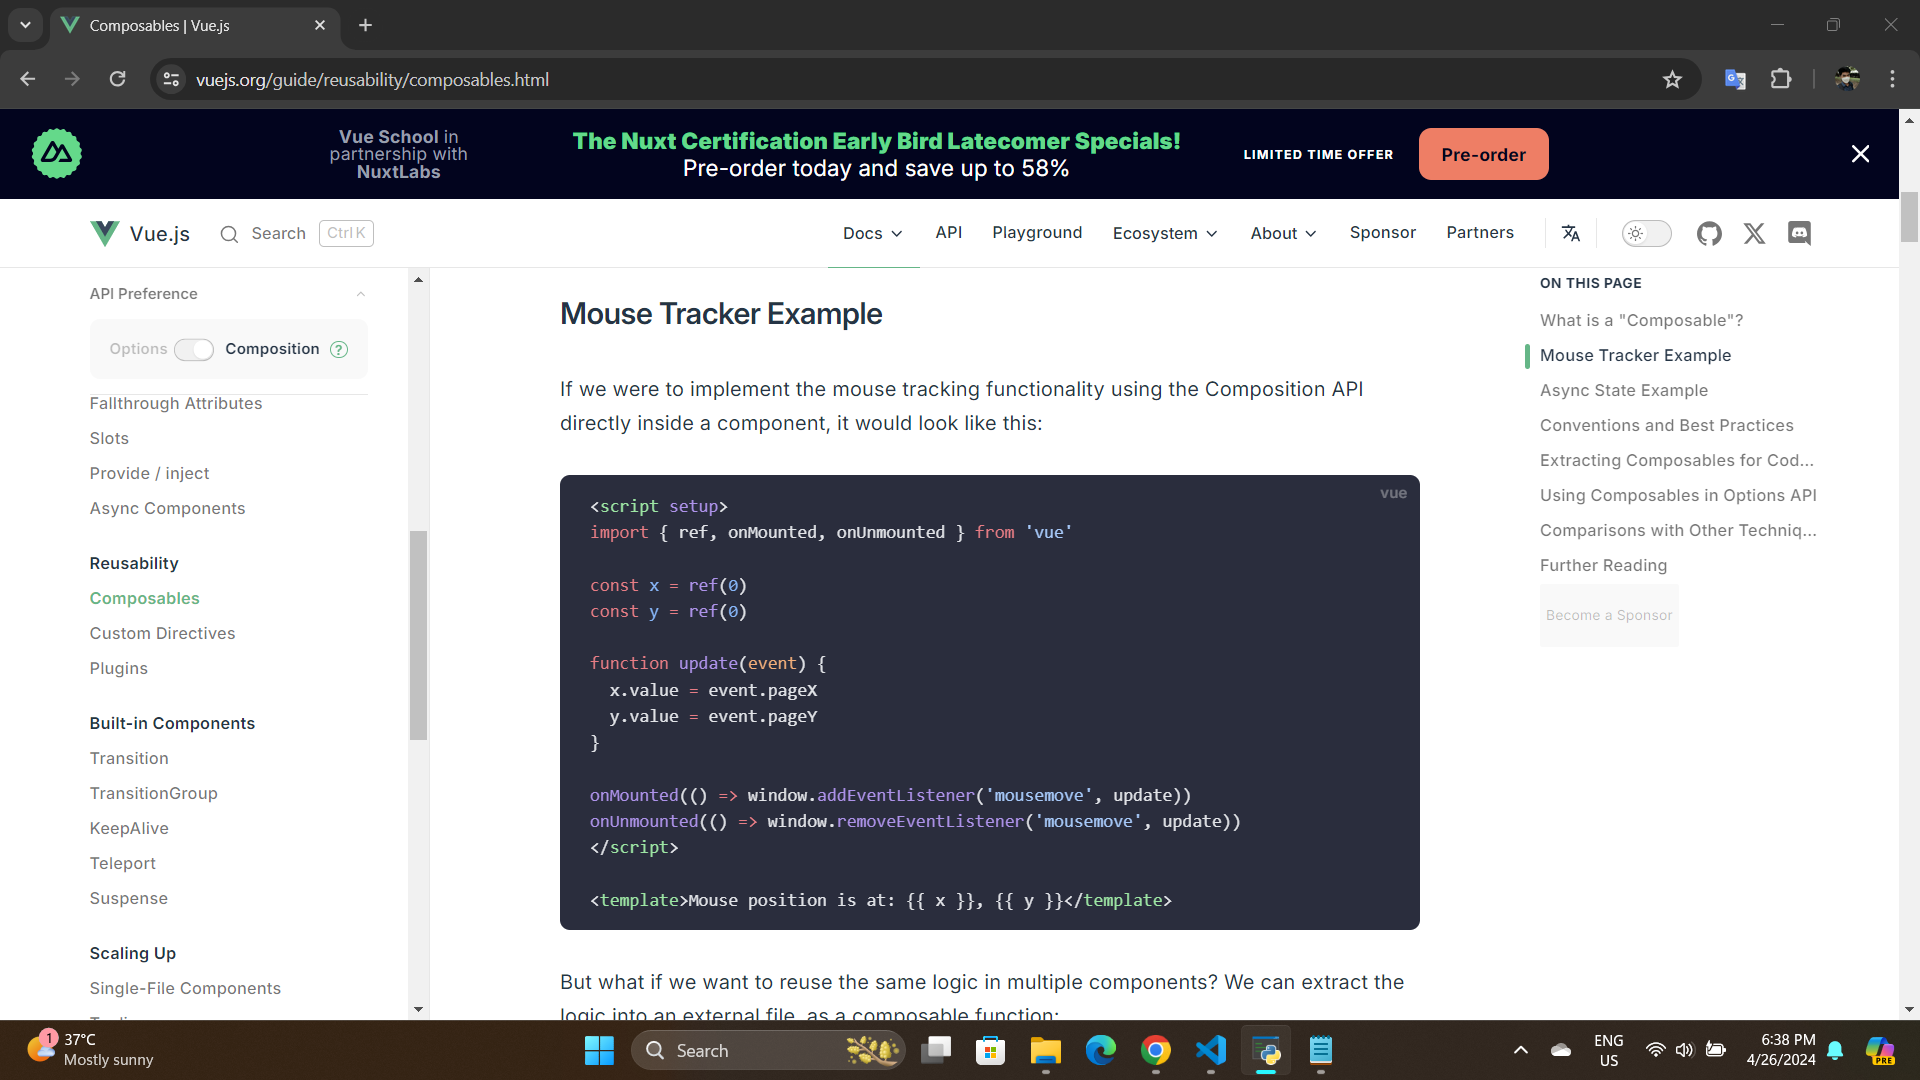 Composables | Vue.js
vuejs.org/guide/reusability/composables.html
Vue School in
partnership with
NuxtLabs
The Nuxt Certification Early Bird Latecomer Specials!
Pre-order today and save up to 58%
LIMITED TIME OFFER
Pre-order
Vue.js
Search
Ctrl K
Docs
API
Playground
Ecosystem
About
Sponsor
Partners
API Preference
Options
Composition
?
Fallthrough Attributes
Slots
Provide / inject
Async Components
Reusability
Composables
Custom Directives
Plugins
Built-in Components
Transition
TransitionGroup
KeepAlive
Teleport
Suspense
Scaling Up
Single-File Components
Mouse Tracker Example
If we were to implement the mouse tracking functionality using the Composition API
directly inside a component, it would look like this:
vue
<script setup>
import { ref, onMounted, onUnmounted } from 'vue'
const x = ref(0)
const y = ref(0)
function update(event) {
x.value = event.pageX
y.value = event.pageY
}
onMounted(() => window.addEventListener('mousemove', update))
onUnmounted(() => window.removeEventListener('mousemove', update))
</script>
<template>Mouse position is at: {{ x }}, {{ y }}</template>
But what if we want to reuse the same logic in multiple components? We can extract the
logic into an external file, as a composable function:
ON THIS PAGE
What is a "Composable"?
Mouse Tracker Example
Async State Example
Conventions and Best Practices
Extracting Composables for Cod...
Using Composables in Options API
Comparisons with Other Techniq...
Further Reading
Become a Sponsor
1
37°C
Mostly sunny
Search
ENG
US
6:38 PM
4/26/2024
PRE